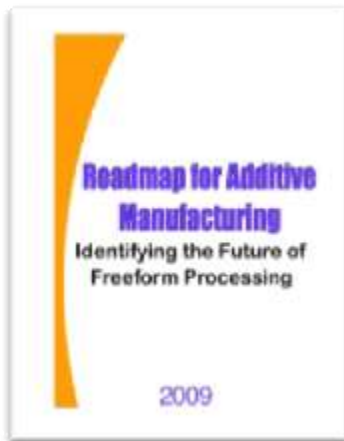 Roadmap for Additive
Manufacturing
Identifying the Future of
Freeform Processing
2009